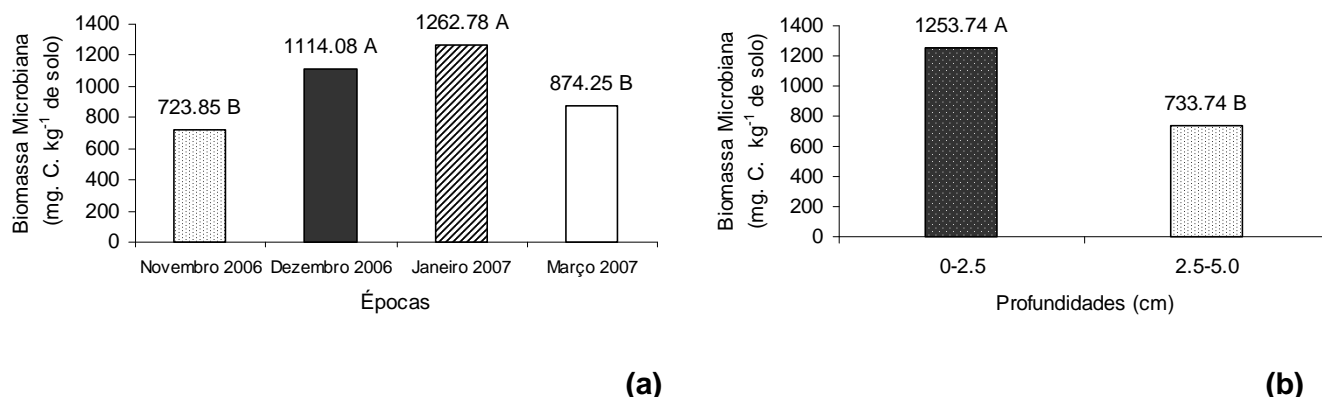 Biomassa Microbiana
(mg. C. kg⁻¹ de solo)
1400
1200
1000
800
600
400
200
0
723.85 B
1114.08 A
1262.78 A
874.25 B
Novembro 2006 Dezembro 2006 Janeiro 2007 Março 2007
Épocas
(a)
Biomassa Microbiana
(mg. C. kg⁻¹ de solo)
1400
1200
1000
800
600
400
200
0
1253.74 A
733.74 B
0-2.5 2.5-5.0
Profundidades (cm)
(b)